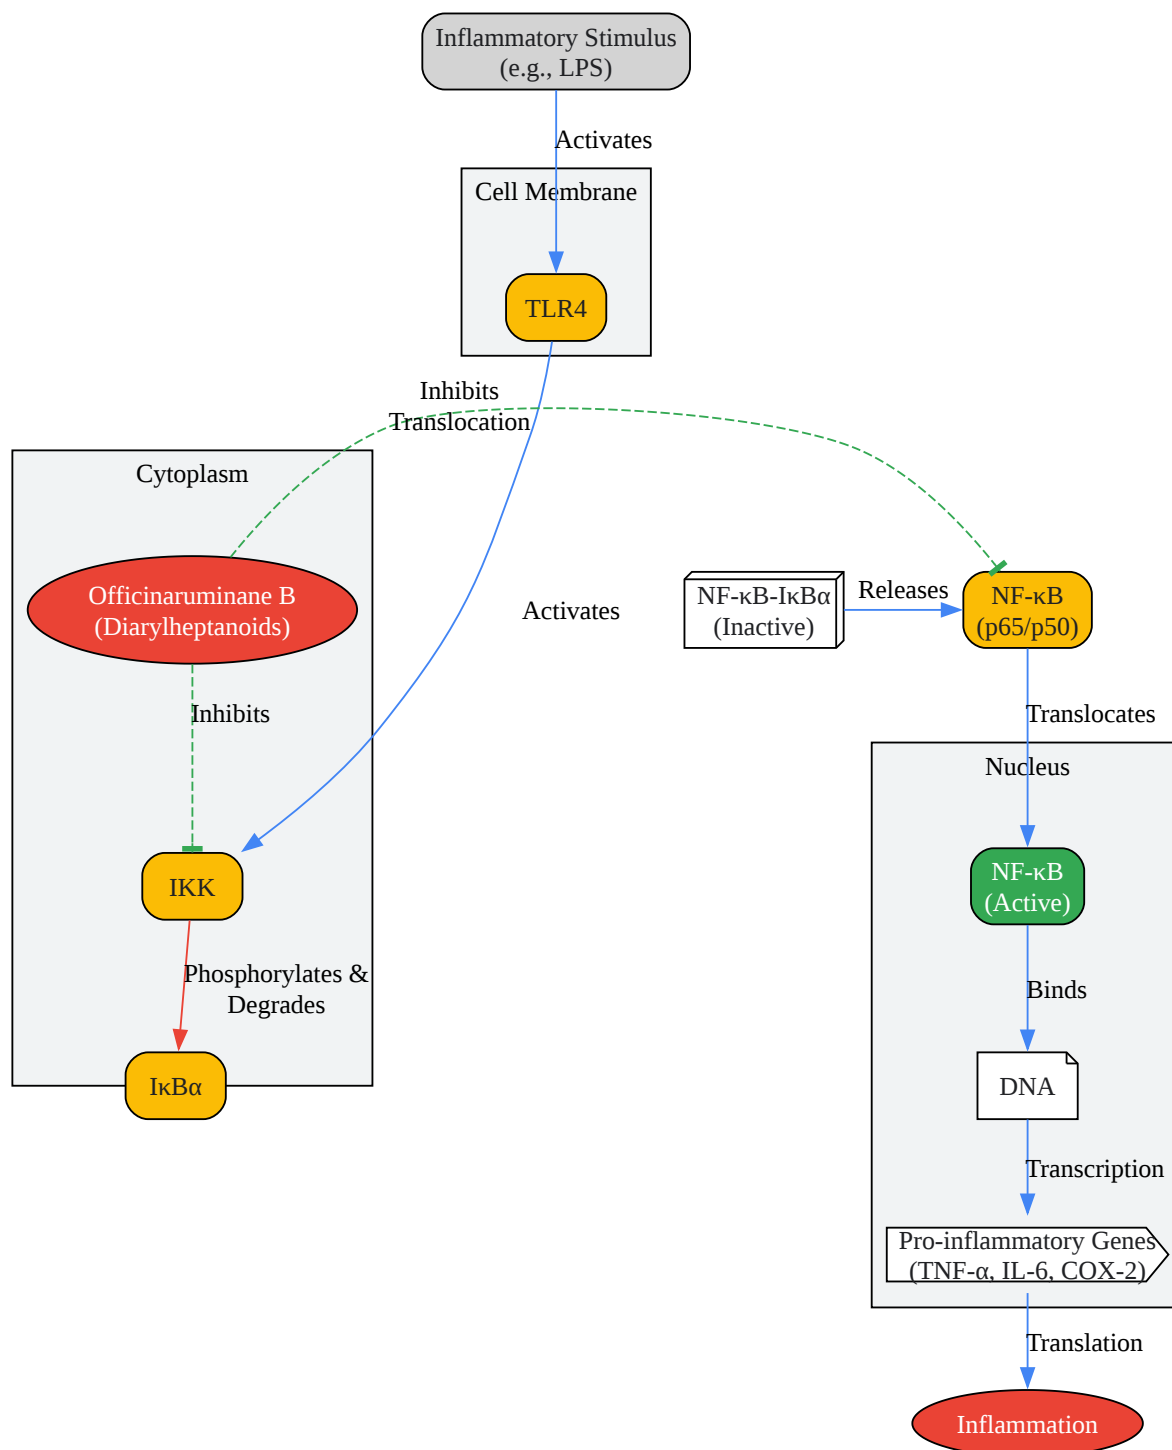 Inflammatory Stimulus
(e.g., LPS)
Activates
Cell Membrane
TLR4
Inhibits
Translocation
Cytoplasm
Officinaruminane B
(Diarylheptanoids)
Activates
NF-κB-IκBα
(Inactive)
Releases
NF-κB
(p65/p50)
Inhibits
Translocates
Nucleus
IKK
NF-κB
(Active)
Phosphorylates &
Degrades
Binds
IκBα
DNA
Transcription
Pro-inflammatory Genes
(TNF-α, IL-6, COX-2)
Translation
Inflammation